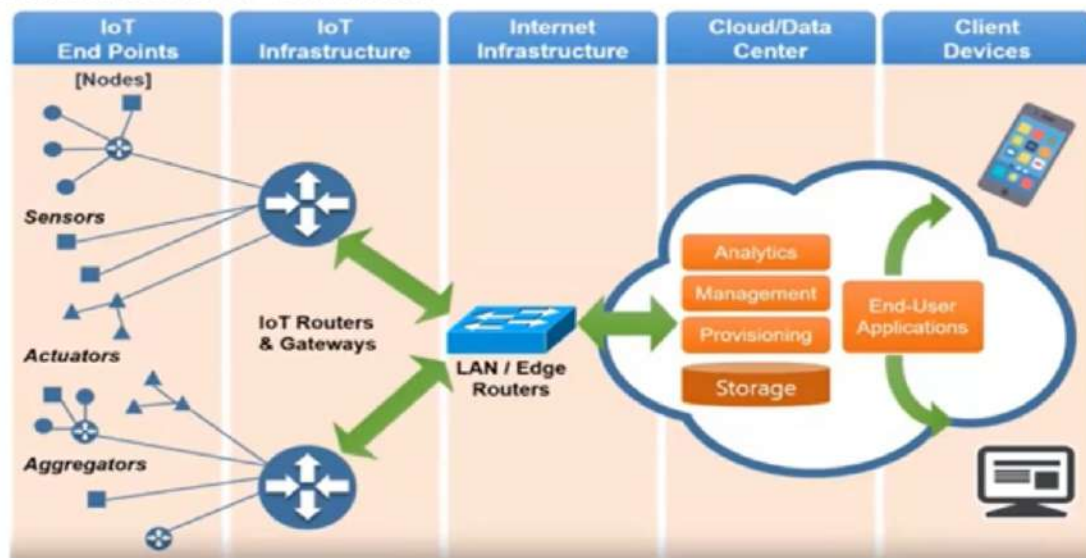 IoT
End Points
IoT
Infrastructure
Internet
Infrastructure
Cloud/Data
Center
Client
Devices
[Nodes]
Sensors
Actuators
Aggregators
IoT Routers
& Gateways
LAN / Edge
Routers
Analytics
Management
Provisioning
Storage
End-User
Applications